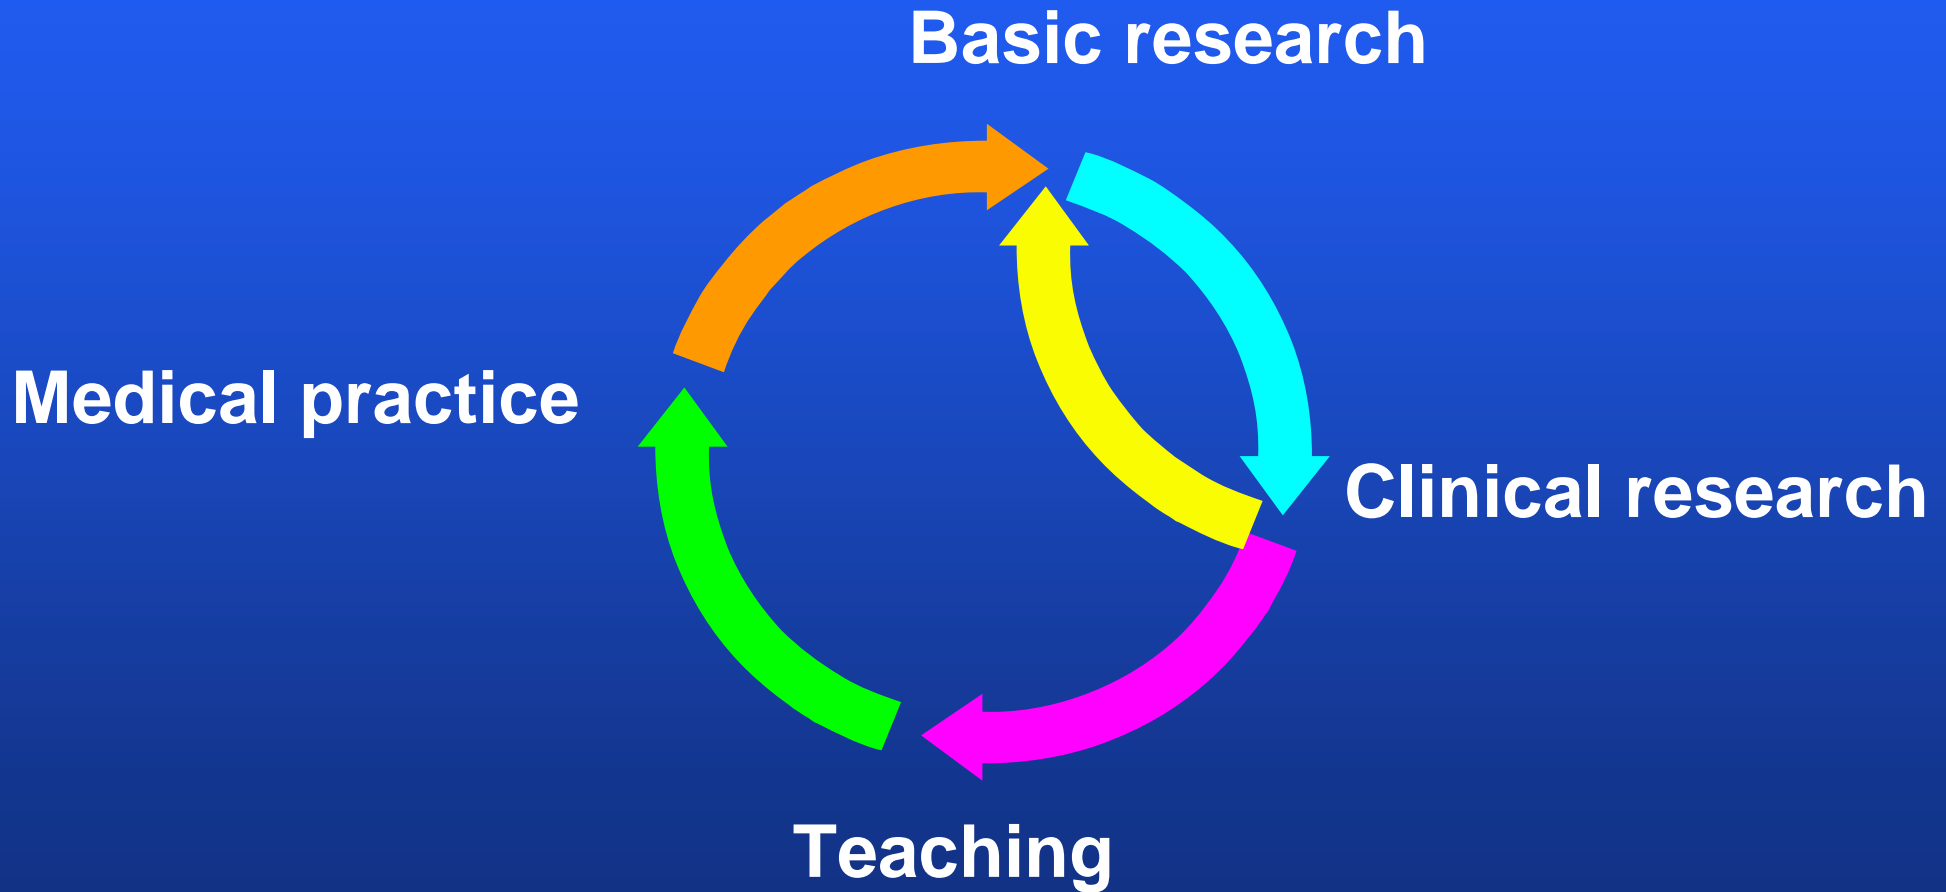 Basic research
Medical practice
Clinical research
Teaching